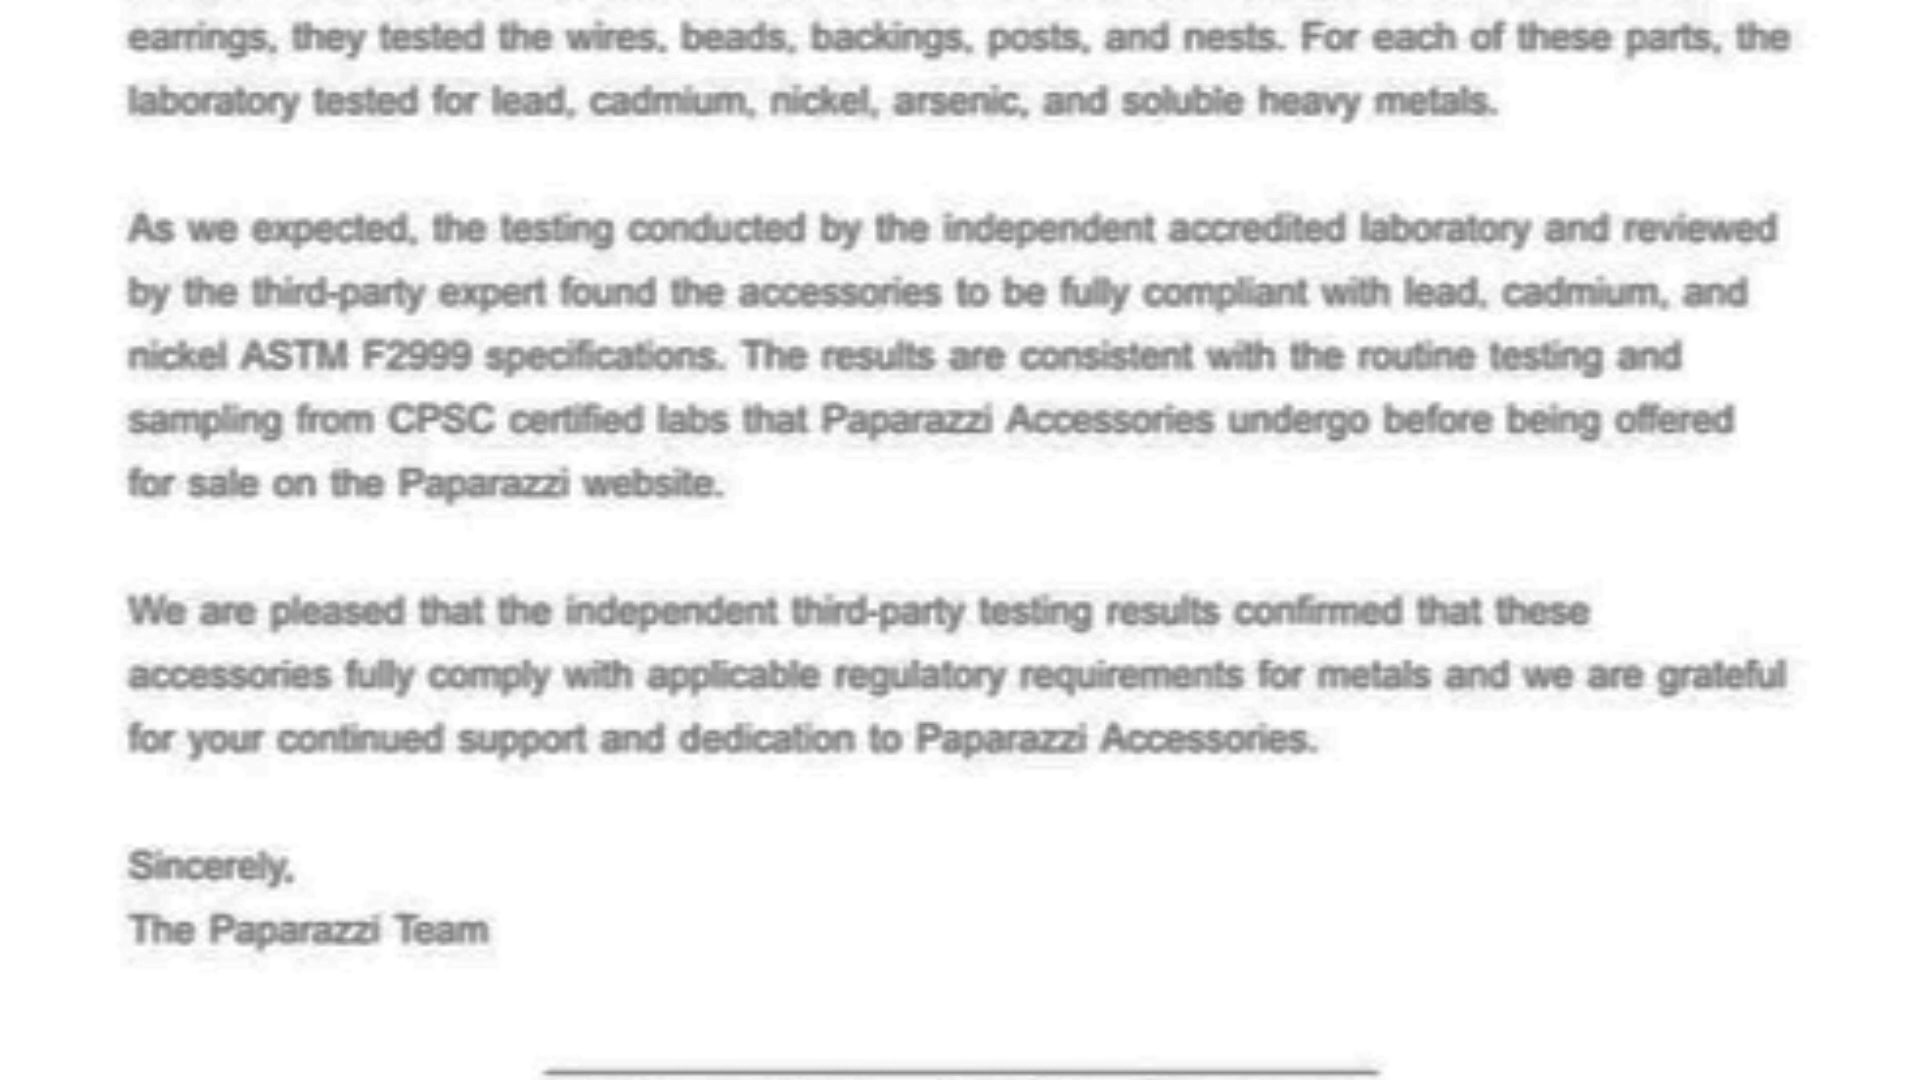 earrings, they tested the wires, beads, backings, posts, and nests. For each of these parts, the
laboratory tested for lead, cadmium, nickel, arsenic, and soluble heavy metals.
As we expected, the testing conducted by the independent accredited laboratory and reviewed
by the third-party expert found the accessories to be fully compliant with lead, cadmium, and
nickel ASTM F2999 specifications. The results are consistent with the routine testing and
sampling from CPSC certified labs that Paparazzi Accessories undergo before being offered
for sale on the Paparazzi website.
We are pleased that the independent third-party testing results confirmed that these
accessories fully comply with applicable regulatory requirements for metals and we are grateful
for your continued support and dedication to Paparazzi Accessories.
Sincerely,
The Paparazzi Team